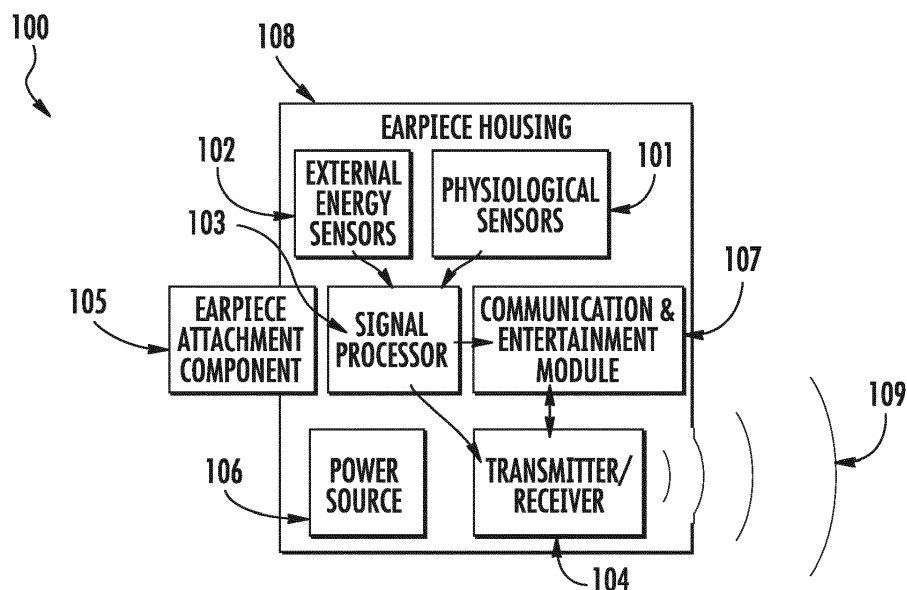 100
108
EARPIECE HOUSING
102
EXTERNAL
ENERGY
SENSORS
PHYSIOLOGICAL
SENSORS
101
103
107
105
EARPIECE
ATTACHMENT
COMPONENT
SIGNAL
PROCESSOR
COMMUNICATION &
ENTERTAINMENT
MODULE
109
106
POWER
SOURCE
TRANSMITTER/
RECEIVER
104